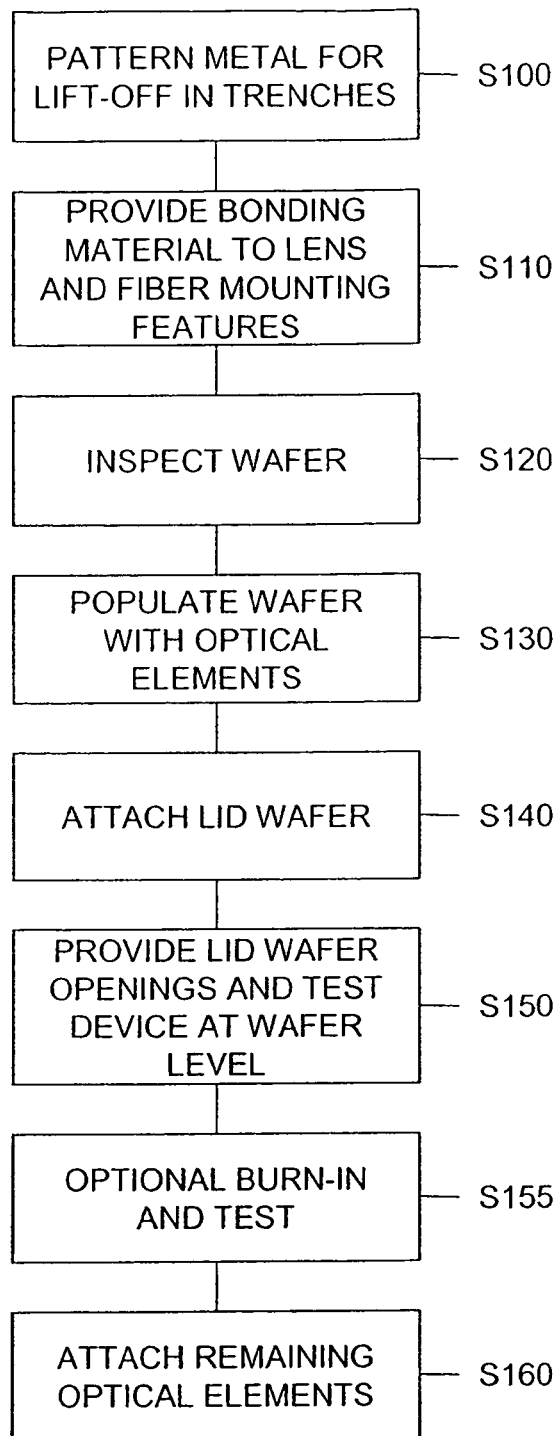 PATTERN METAL FOR
LIFT-OFF IN TRENCHES
S100
PROVIDE BONDING
MATERIAL TO LENS
AND FIBER MOUNTING
FEATURES
S110
INSPECT WAFER
S120
POPULATE WAFER
WITH OPTICAL
ELEMENTS
S130
ATTACH LID WAFER
S140
PROVIDE LID WAFER
OPENINGS AND TEST
DEVICE AT WAFER
LEVEL
S150
OPTIONAL BURN-IN
AND TEST
S155
ATTACH REMAINING
OPTICAL ELEMENTS
S160